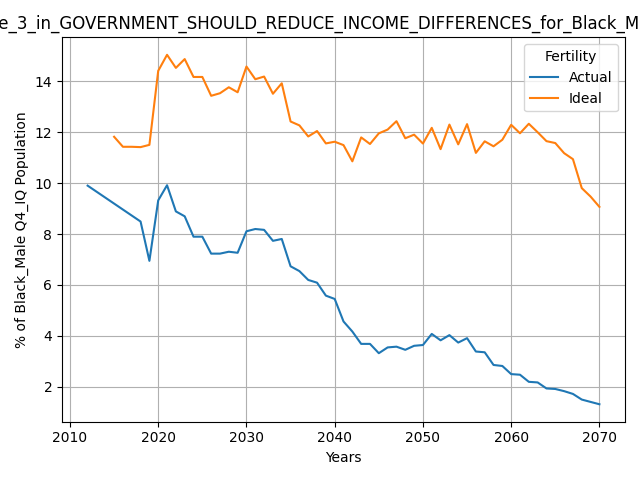 e_3_in_GOVERNMENT_SHOULD_REDUCE_INCOME_DIFFERENCES_for_Black_M
Fertility
Actual
Ideal
% of Black_Male Q4_IQ Population
14
12
10
8
6
4
2
2010 2020 2030 2040 2050 2060 2070
Years